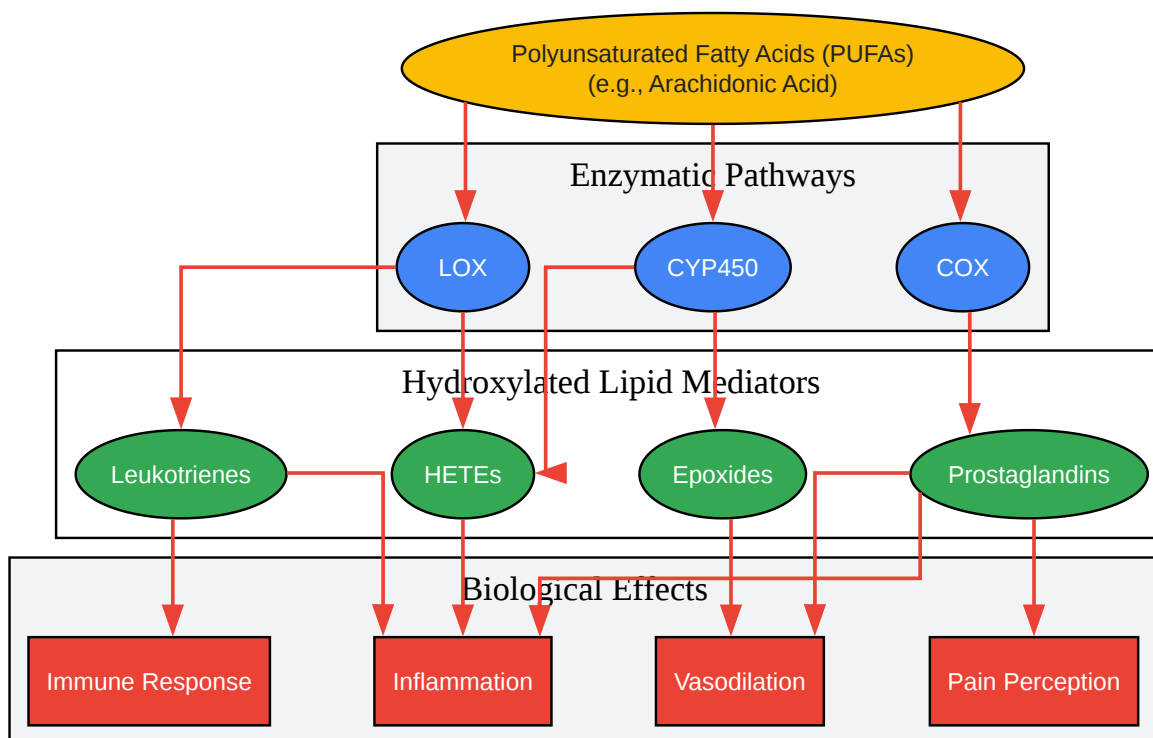 Polyunsaturated Fatty Acids (PUFAs)
(e.g., Arachidonic Acid)
Enzymatic Pathways
LOX
CYP450
COX
Hydroxylated Lipid Mediators
Leukotrienes
HETEs
Epoxides
Prostaglandins
Biological Effects
Immune Response
Inflammation
Vasodilation
Pain Perception